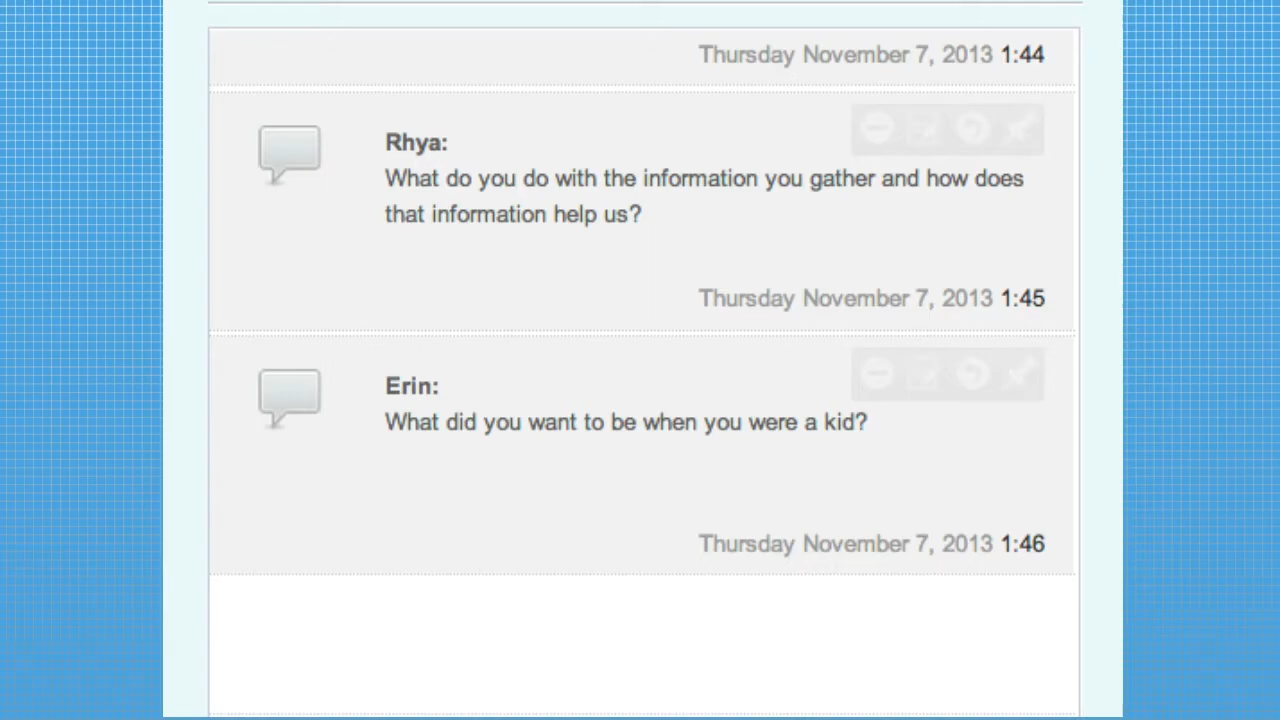 Thursday November 7, 2013 1:44
Rhya:
What do you do with the information you gather and how does
that information help us?
Thursday November 7, 2013 1:45
Erin:
What did you want to be when you were a kid?
Thursday November 7, 2013 1:46